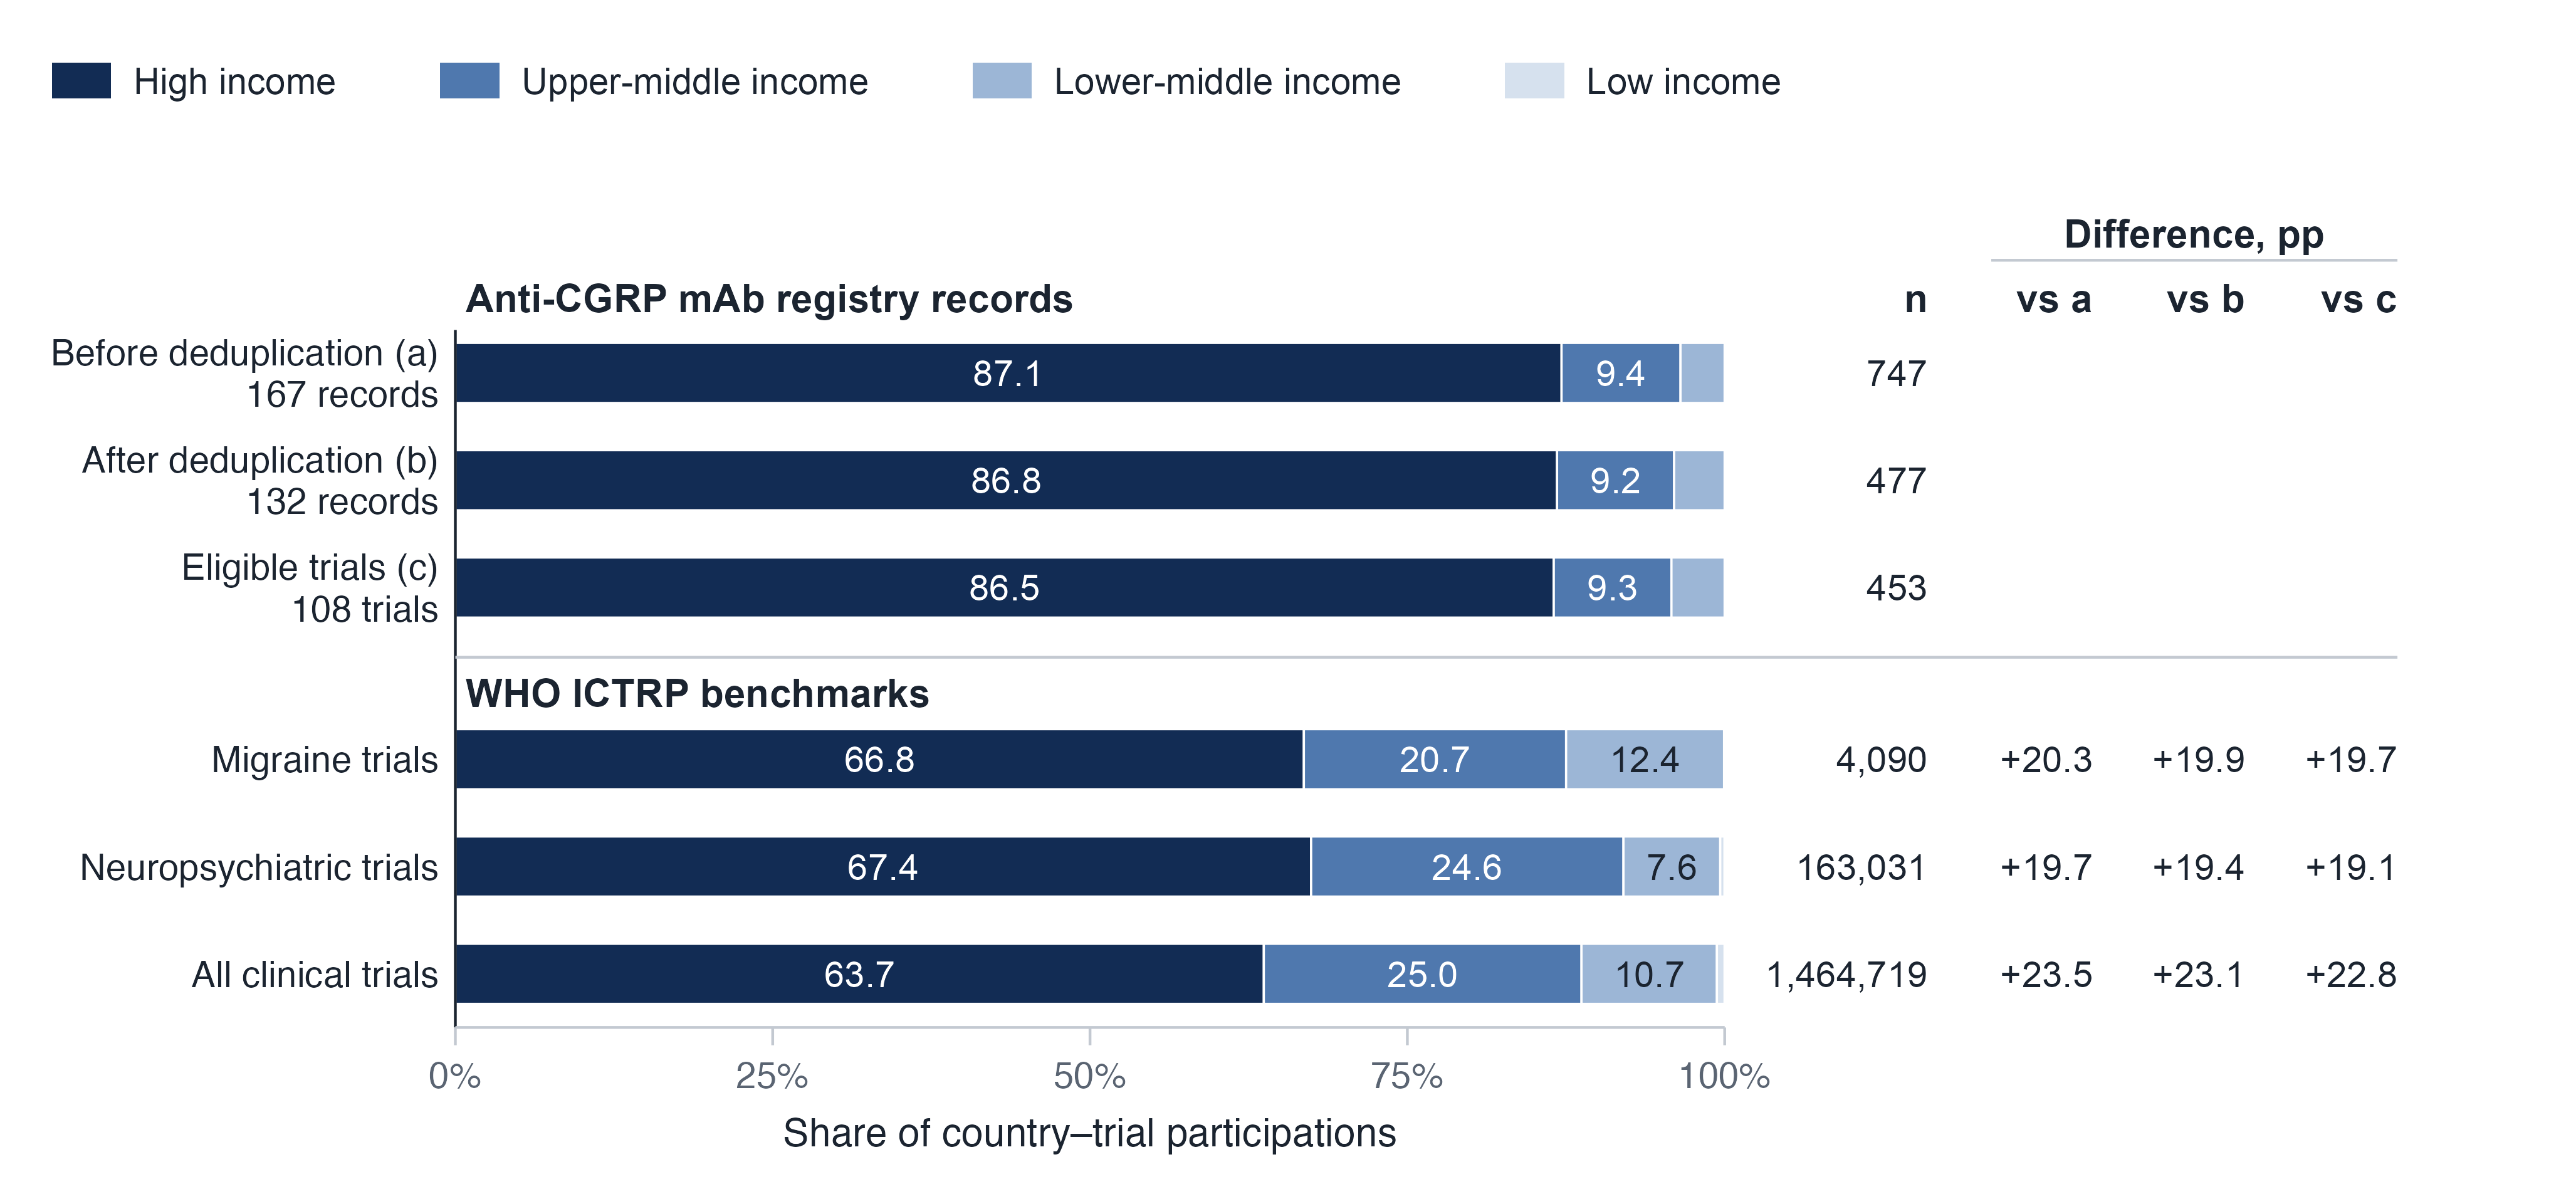 High income
Upper-middle income
Lower-middle income
Low income
Difference, pp
Anti-CGRP mAb registry records
n
vs a
vs b
vs c
Before deduplication (a)
167 records
87.1
9.4
747
After deduplication (b)
132 records
86.8
9.2
477
Eligible trials (c)
108 trials
86.5
9.3
453
WHO ICTRP benchmarks
Migraine trials
66.8
20.7
12.4
4,090
+20.3
+19.9
+19.7
Neuropsychiatric trials
67.4
24.6
7.6
163,031
+19.7
+19.4
+19.1
All clinical trials
63.7
25.0
10.7
1,464,719
+23.5
+23.1
+22.8
0%
25%
50%
75%
100%
Share of country–trial participations